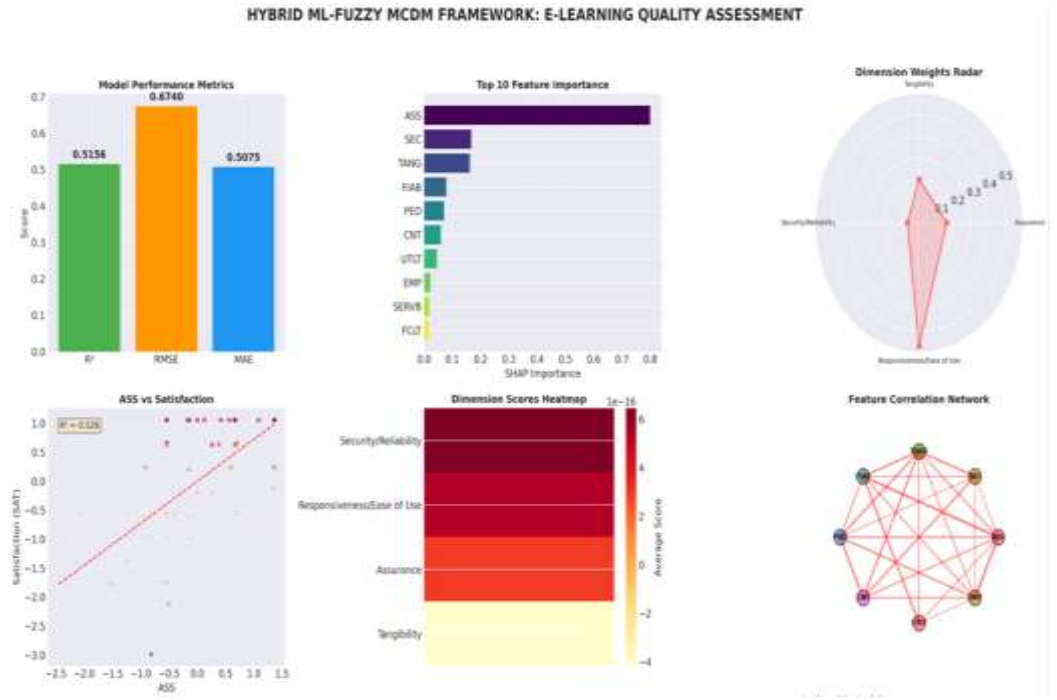 HYBRID ML-FUZZY MCDM FRAMEWORK: E-LEARNING QUALITY ASSESSMENT
Model Performance Metrics
0.7
0.6
0.5
0.4
0.3
0.2
0.1
0.0
Score
0.5156
0.6740
0.5075
R²
RMSE
MAE
Top 10 Feature Importance
ASS
SEC
TANG
PED
CNT
UTLT
EMP
SERVB
FCLT
0.0 0.1 0.2 0.3 0.4 0.5 0.6 0.7 0.8
SHAP Importance
Dimension Weights Radar
Tangibility
0.1 0.2 0.3 0.4 0.5
Security/Reliability
Assurance
Responsiveness/Ease of Use
ASS vs Satisfaction
1.0
0.5
0.0
−0.5
−1.0
−1.5
−2.0
−2.5
−3.0
Satisfaction (SAT)
−2.5 −2.0 −1.5 −1.0 −0.5 0.0 0.5 1.0 1.5
ASS
Dimension Scores Heatmap
1e−16
Security/Reliability
Responsiveness/Ease of Use
Assurance
Tangibility
6
4
2
0
−2
−4
Average Score
Feature Correlation Network